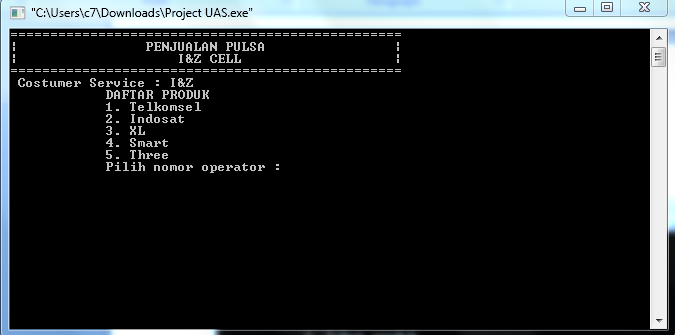 "C:\Users\c7\Downloads\Project UAS.exe"
=================================================
¦ PENJUALAN PULSA ¦
¦ I&Z CELL ¦
=================================================
Costumer Service : I&Z
DAFTAR PRODUK
1. Telkomsel
2. Indosat
3. XL
4. Smart
5. Three
Pilih nomor operator :